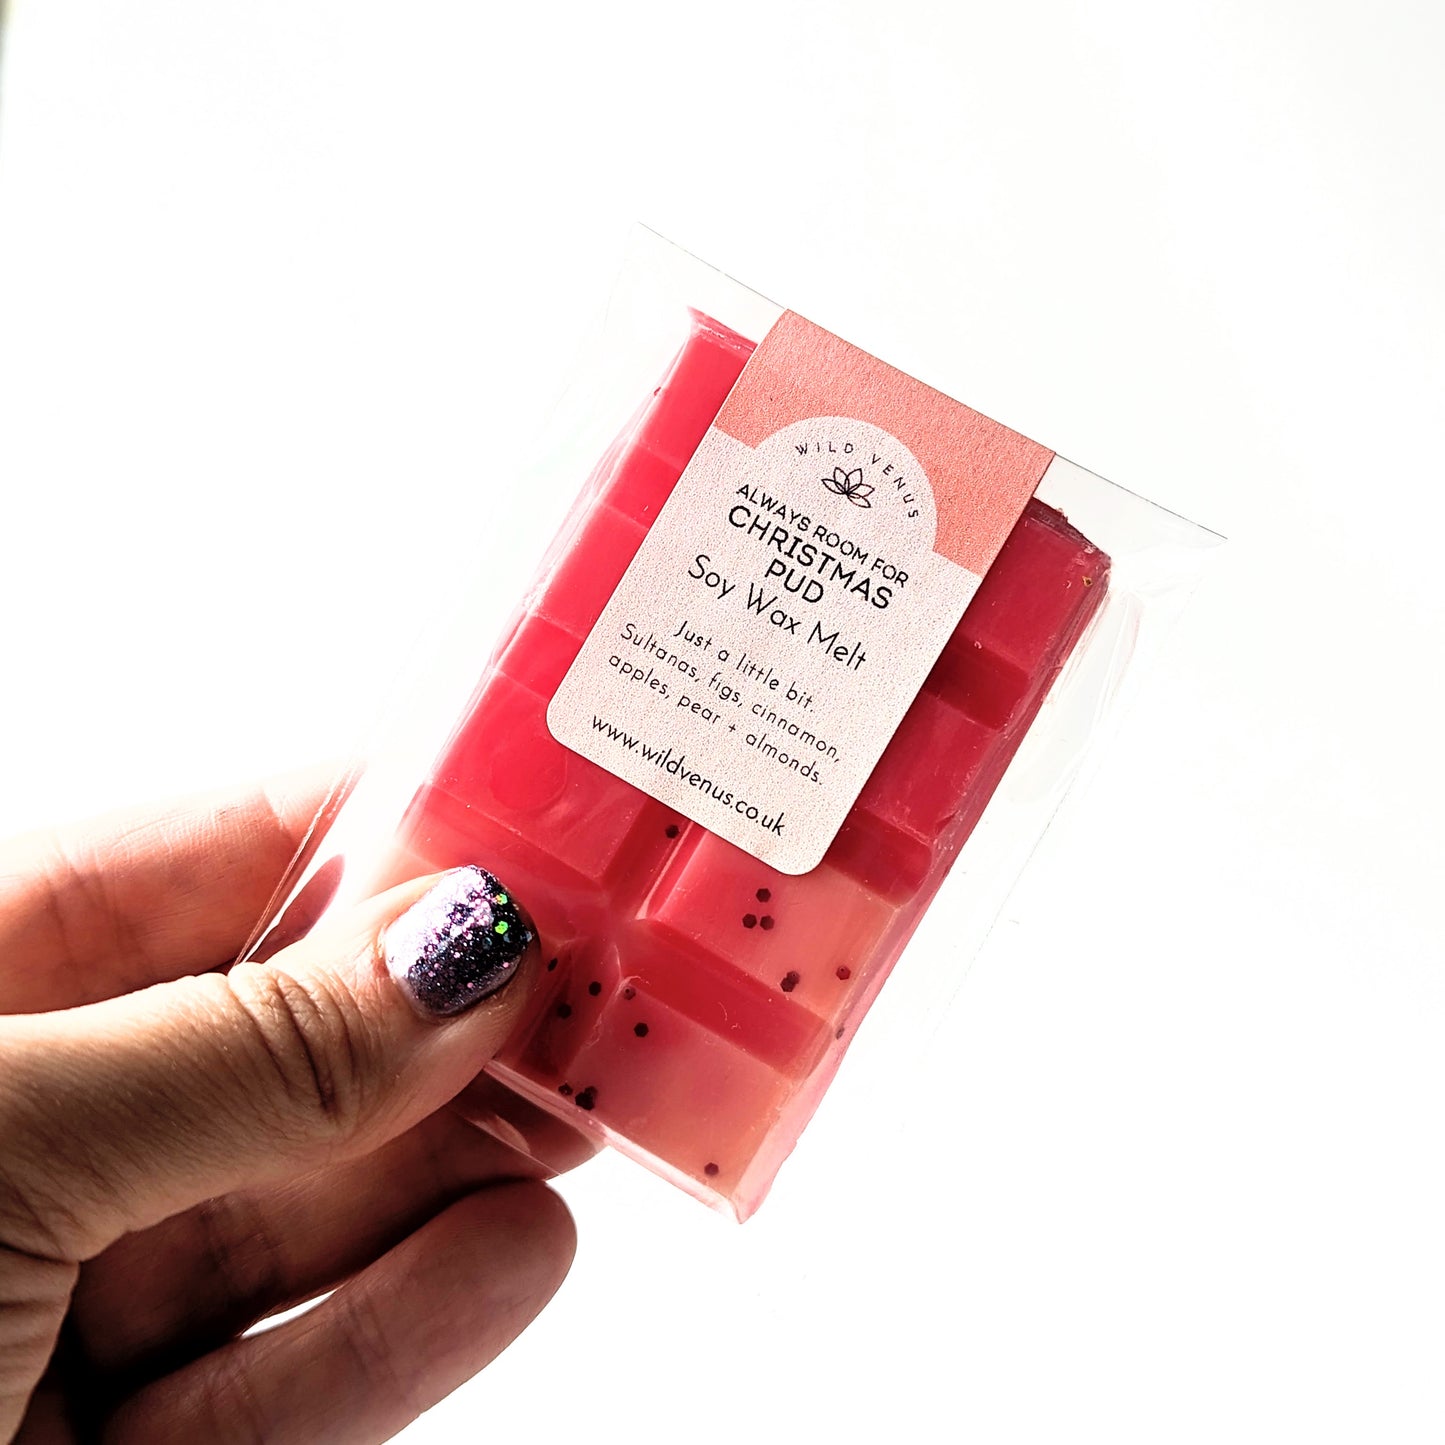 WILD VENUS
ALWAYS ROOM FOR
CHRISTMAS
PUD
Soy Wax Melt
Just a little bit.
Sultanas, figs, cinnamon,
apples, pear + almonds.
www.wildvenus.co.uk